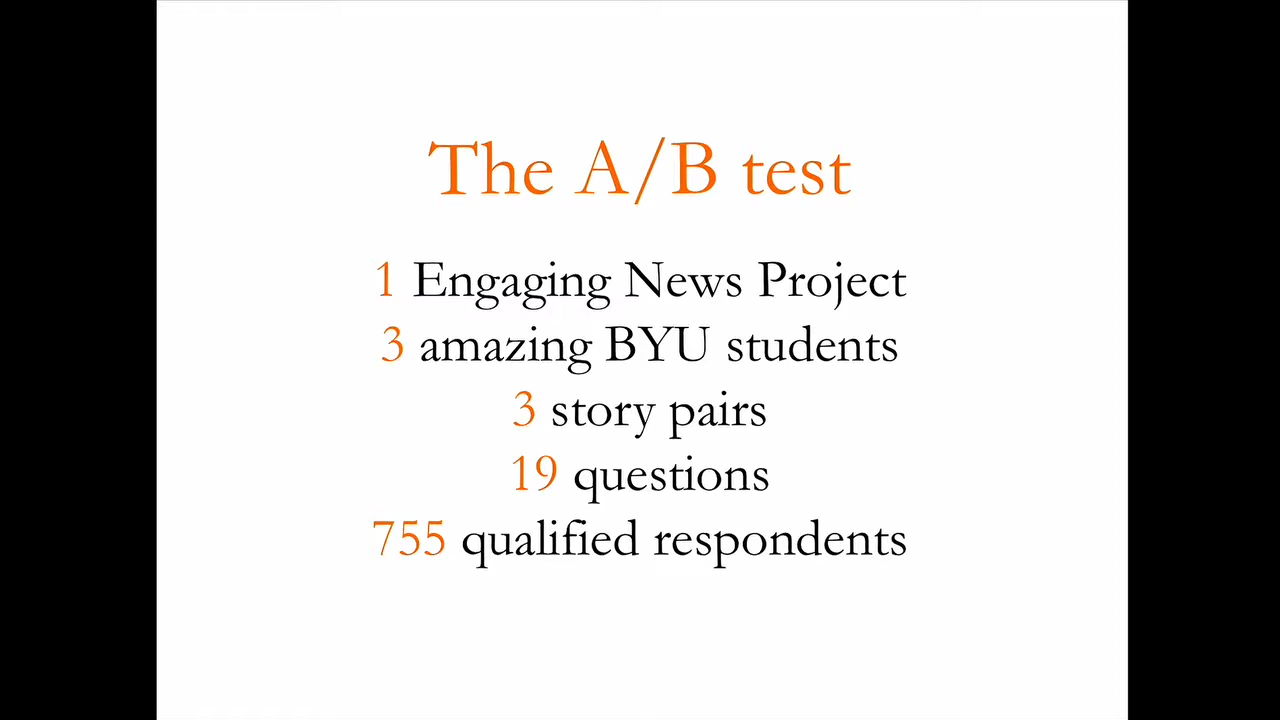 The A/B test
1 Engaging News Project
3 amazing BYU students
3 story pairs
19 questions
755 qualified respondents